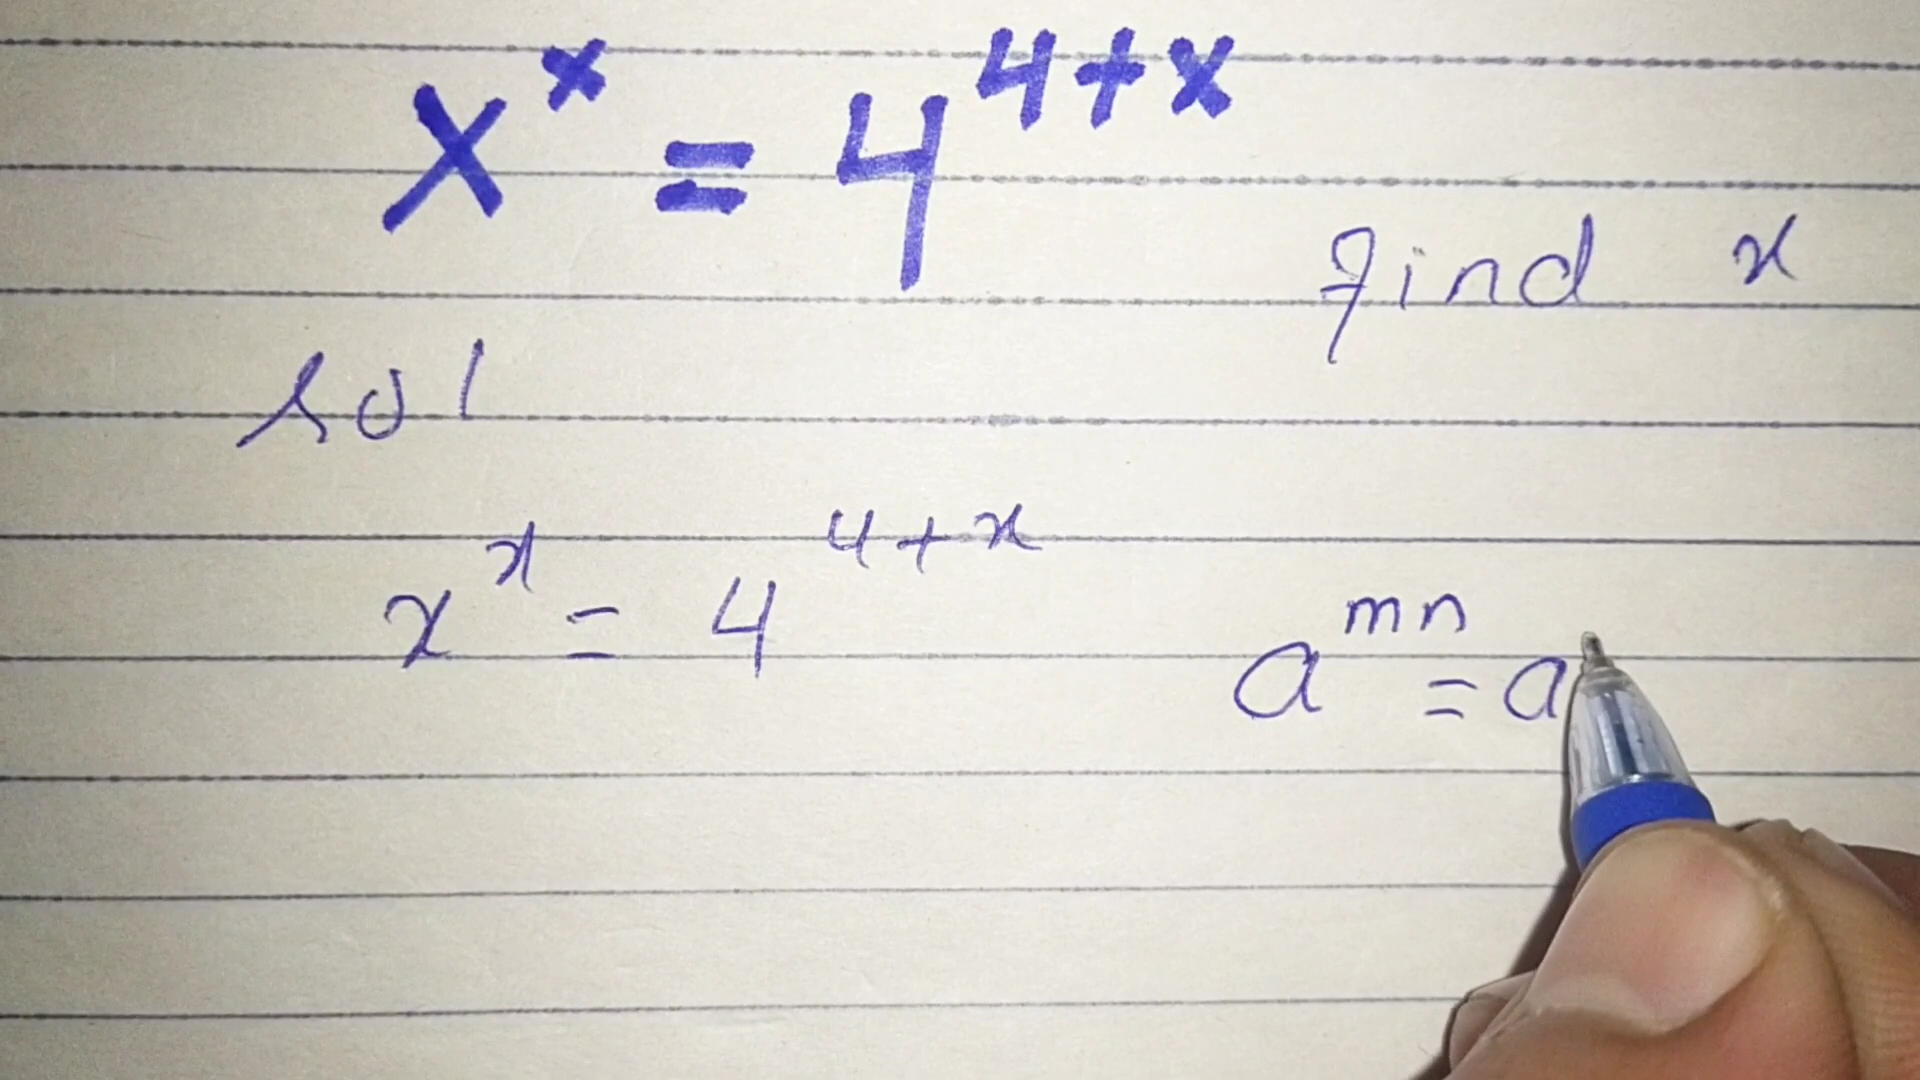 x^x = 4^{4+x}
find x
sol
x^x = 4^{4+x}
a^{mn} = a